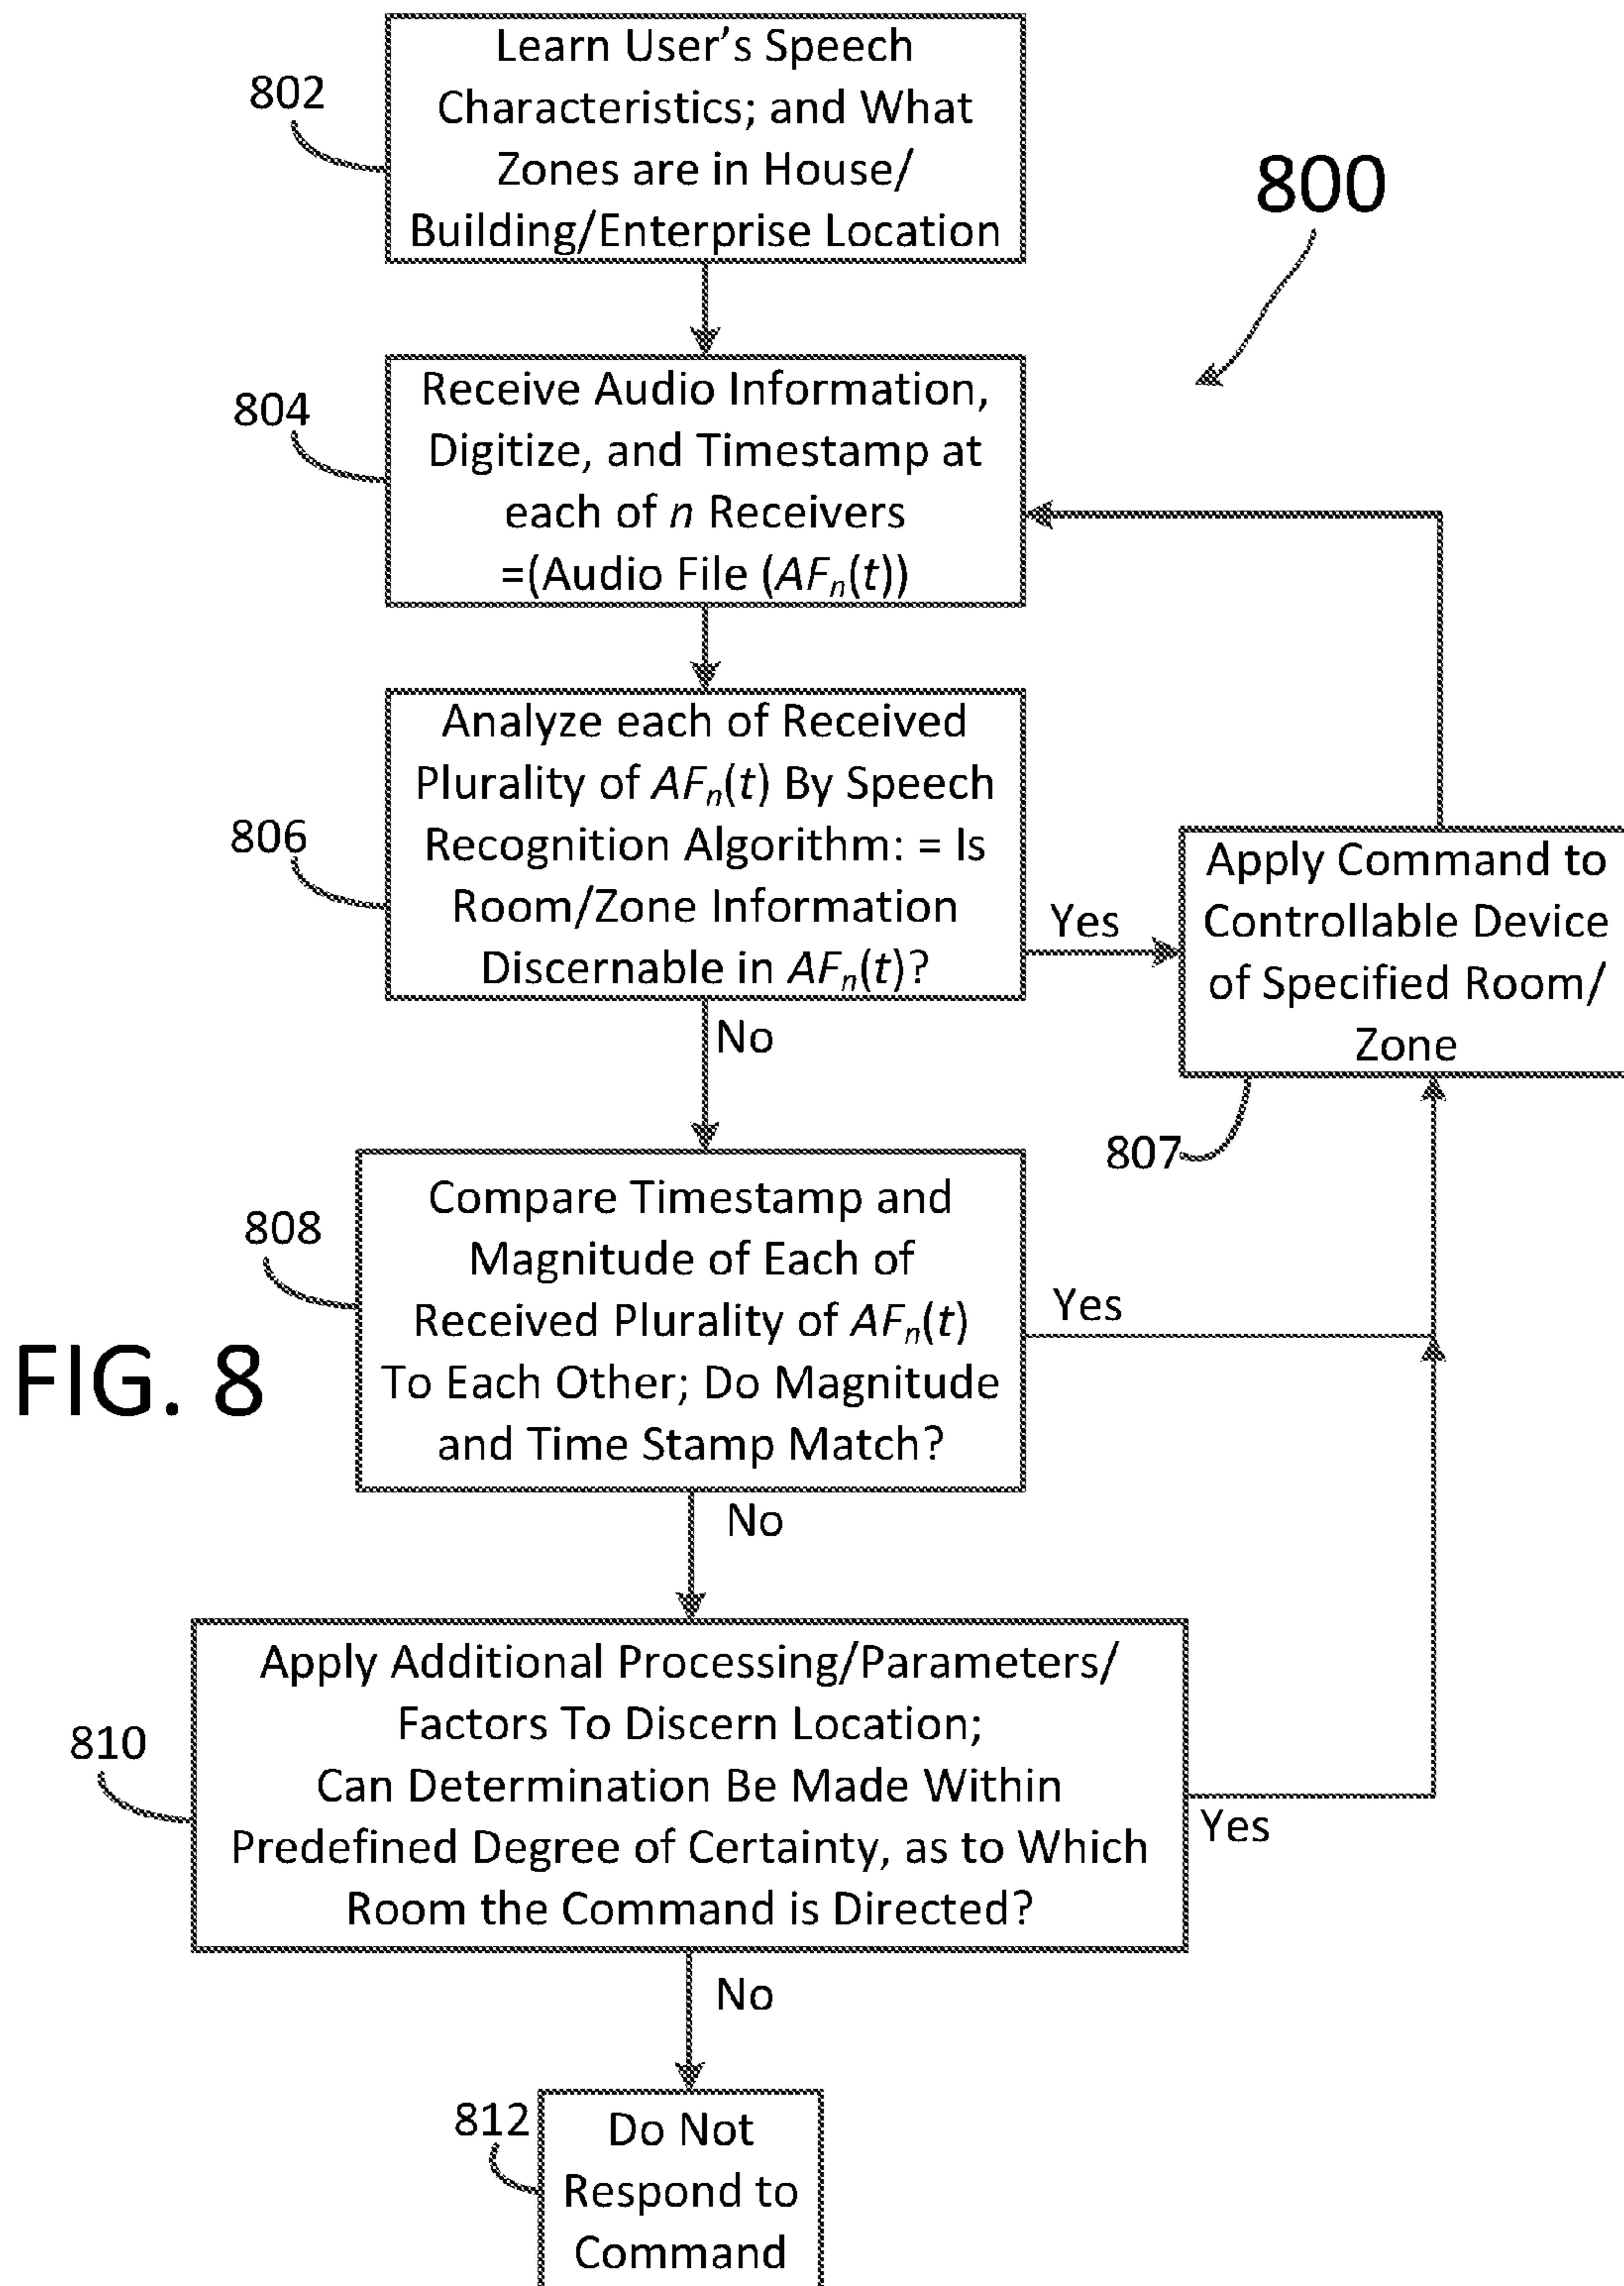 Learn User's Speech
Characteristics; and What
Zones are in House/
Building/Enterprise Location
802
800
Receive Audio Information,
Digitize, and Timestamp at
each of n Receivers
=(Audio File (AFn(t))
804
Analyze each of Received
Plurality of AFn(t) By Speech
Recognition Algorithm: = Is
Room/Zone Information
Discernable in AFn(t)?
806
Yes
Apply Command to
Controllable Device
of Specified Room/
Zone
807
No
Compare Timestamp and
Magnitude of Each of
Received Plurality of AFn(t)
To Each Other; Do Magnitude
and Time Stamp Match?
808
Yes
FIG. 8
No
Apply Additional Processing/Parameters/
Factors To Discern Location;
Can Determination Be Made Within
Predefined Degree of Certainty, as to Which
Room the Command is Directed?
810
Yes
No
812
Do Not
Respond to
Command